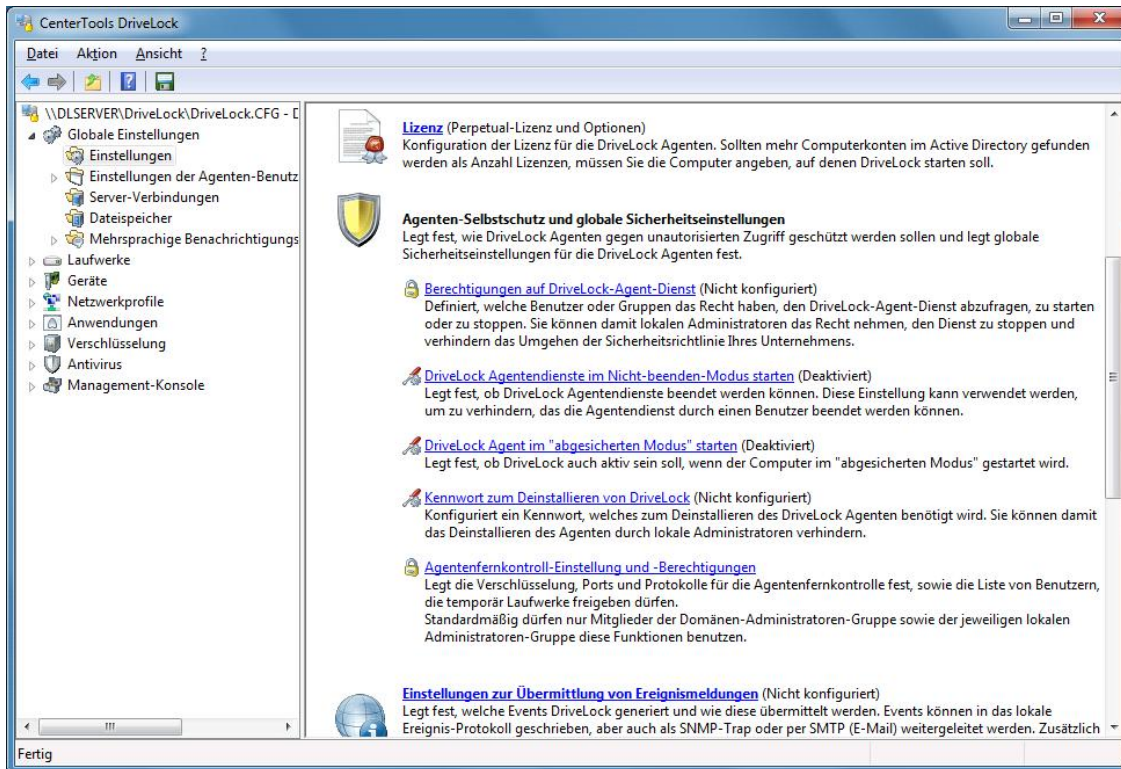 CenterTools DriveLock
Datei Aktion Ansicht ?
\\DLSERVER\DriveLock\DriveLock.CFG - D
Globale Einstellungen
Einstellungen
Einstellungen der Agenten-Benutz
Server-Verbindungen
Dateispeicher
Mehrsprachige Benachrichtigungs
Laufwerke
Geräte
Netzwerkprofile
Anwendungen
Verschlüsselung
Antivirus
Management-Konsole
Lizenz (Perpetual-Lizenz und Optionen)
Konfiguration der Lizenz für die DriveLock Agenten. Sollten mehr Computerkonten im Active Directory gefunden
werden als Anzahl Lizenzen, müssen Sie die Computer angeben, auf denen DriveLock starten soll.
Agenten-Selbstschutz und globale Sicherheitseinstellungen
Legt fest, wie DriveLock Agenten gegen unautorisierten Zugriff geschützt werden sollen und legt globale
Sicherheitseinstellungen für die DriveLock Agenten fest.
Berechtigungen auf DriveLock-Agent-Dienst (Nicht konfiguriert)
Definiert, welche Benutzer oder Gruppen das Recht haben, den DriveLock-Agent-Dienst abzufragen, zu starten
oder zu stoppen. Sie können damit lokalen Administratoren das Recht nehmen, den Dienst zu stoppen und
verhindern das Umgehen der Sicherheitsrichtlinie Ihres Unternehmens.
DriveLock Agentendienste im Nicht-beenden-Modus starten (Deaktiviert)
Legt fest, ob DriveLock Agentendienste beendet werden können. Diese Einstellung kann verwendet werden,
um zu verhindern, das die Agentendienst durch einen Benutzer beendet werden können.
DriveLock Agent im "abgesicherten Modus" starten (Deaktiviert)
Legt fest, ob DriveLock auch aktiv sein soll, wenn der Computer im "abgesicherten Modus" gestartet wird.
Kennwort zum Deinstallieren von DriveLock (Nicht konfiguriert)
Konfiguriert ein Kennwort, welches zum Deinstallieren des DriveLock Agenten benötigt wird. Sie können damit
das Deinstallieren des Agenten durch lokale Administratoren verhindern.
Agentenfernkontroll-Einstellung und -Berechtigungen
Legt die Verschlüsselung, Ports und Protokolle für die Agentenfernkontrolle fest, sowie die Liste von Benutzern,
die temporär Laufwerke freigeben dürfen.
Standardmäßig dürfen nur Mitglieder der Domänen-Administratoren-Gruppe sowie der jeweiligen lokalen
Administratoren-Gruppe diese Funktionen benutzen.
Einstellungen zur Übermittlung von Ereignismeldungen (Nicht konfiguriert)
Legt fest, welche Events DriveLock generiert und wie diese übermittelt werden. Events können in das lokale
Ereignis-Protokoll geschrieben, aber auch als SNMP-Trap oder per SMTP (E-Mail) weitergeleitet werden. Zusätzlich
Fertig